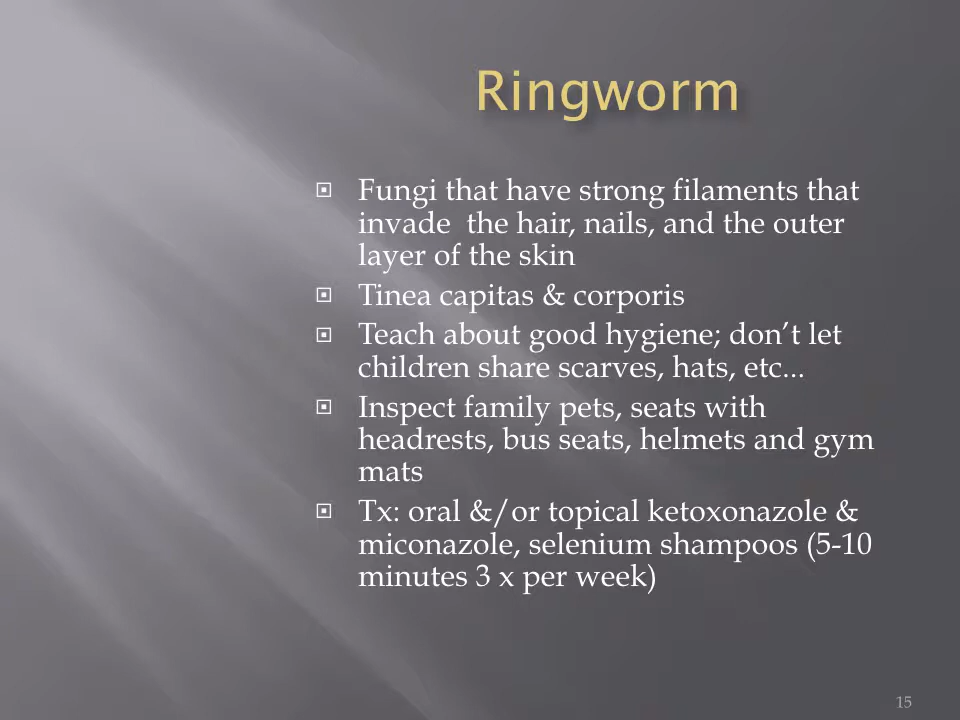 Ringworm
Fungi that have strong filaments that
invade  the hair, nails, and the outer
layer of the skin
Tinea capitas & corporis
Teach about good hygiene; don’t let
children share scarves, hats, etc...
Inspect family pets, seats with
headrests, bus seats, helmets and gym
mats
Tx: oral &/or topical ketoxonazole &
miconazole, selenium shampoos (5-10
minutes 3 x per week)
15